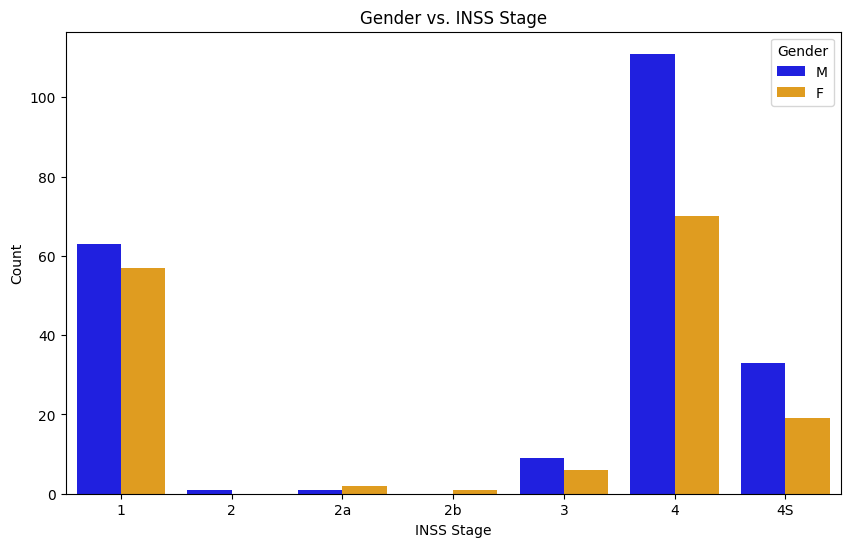 Gender vs. INSS Stage
Gender
M
F
100
80
60
40
20
0
Count
1 2 2a 2b 3 4 4S
INSS Stage